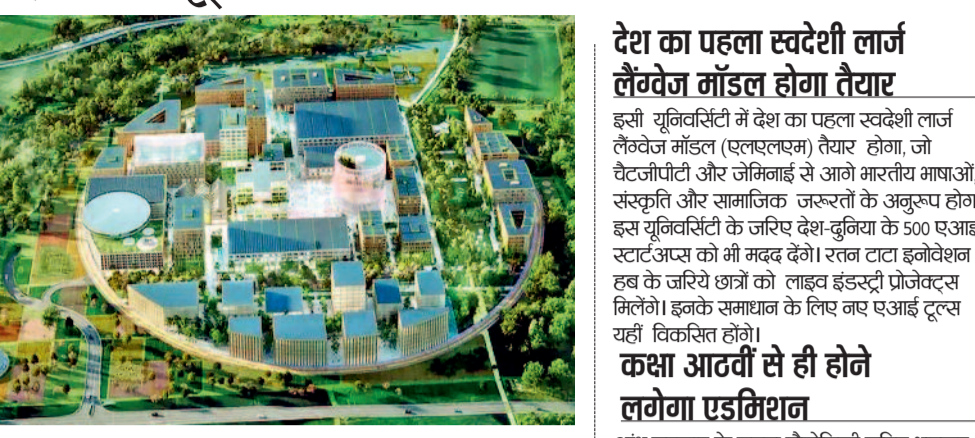 देश का पहला स्वदेशी लार्ज
लैंग्वेज मॉडल होगा तैयार
इसी यूनिवर्सिटी में देश का पहला स्वदेशी लार्ज
लैंग्वेज मॉडल (एलएलएम) तैयार होगा, जो
चैटजीपीटी और जेमिनाई से आगे भारतीय भाषाओं,
संस्कृति और सामाजिक जरूरतों के अनुरूप होगा
इस यूनिवर्सिटी के जरिए देश-दुनिया के 500 एआई
स्टार्टअप्स को भी मदद देंगे। रतन टाटा इनोवेशन
हब के जरिये छात्रों को लाइव इंडस्ट्री प्रोजेक्ट्स
मिलेंगे। इनके समाधान के लिए नए एआई टूल्स
यहीं विकसित होंगे।
कक्षा आठवीं से ही होने
लगेगा एडमिशन